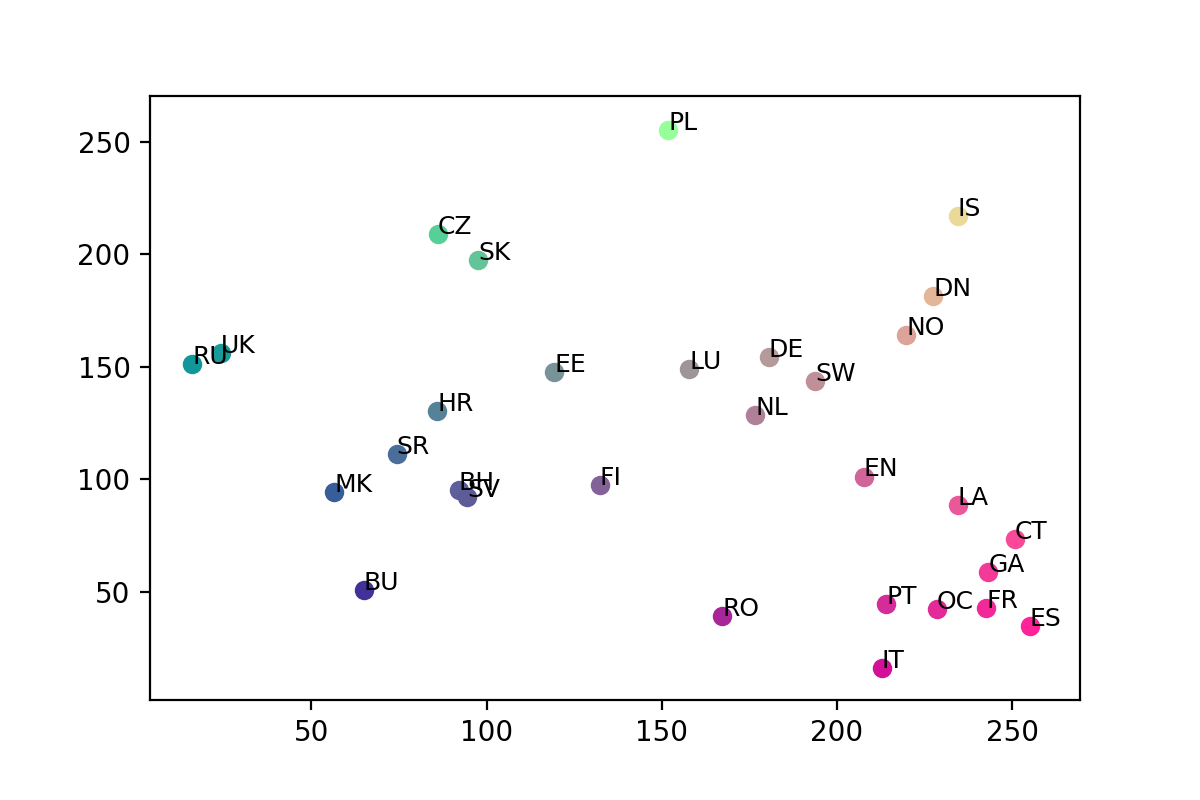 PL
250
IS
CZ
200
SK
DN
NO
UK
RU
150
EE
LU
DE
SW
HR
NL
SR
MK
BH
SV
100
FI
EN
LA
CT
GA
BU
50
RO
PT
OC
FR
ES
IT
50
100
150
200
250